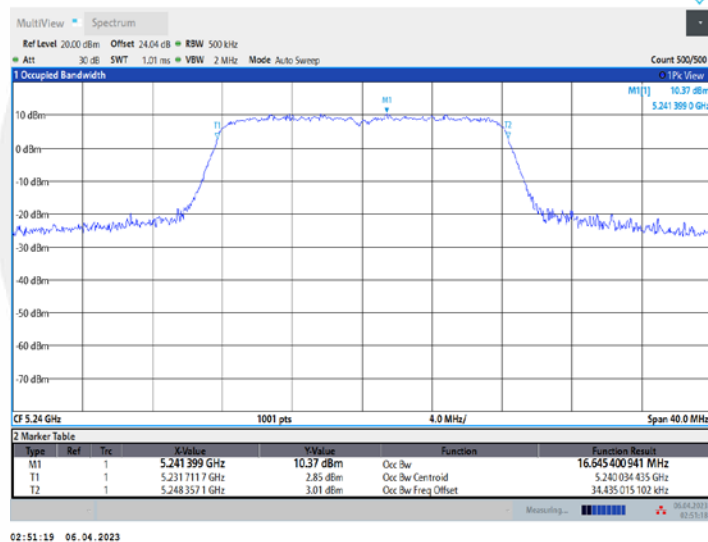 MultiView Spectrum
Ref Level 20.00 dBm Offset 24.04 dB RBW 500 kHz
Att 30 dB SWT 1.01 ms VBW 2 MHz Mode Auto Sweep Count 500/500
1 Occupied Bandwidth 1Pk View
M1[1] 10.37 dBm
5.241 399 0 GHz
M1
10 dBm
T1 T2
0 dBm
-10 dBm
-20 dBm
-30 dBm
-40 dBm
-50 dBm
-60 dBm
-70 dBm
CF 5.24 GHz 1001 pts 4.0 MHz/ Span 40.0 MHz
2 Marker Table
Type Ref Trc X-Value Y-Value Function Function Result
M1 1 5.241 399 GHz 10.37 dBm Occ Bw 16.645 400 941 MHz
T1 1 5.231 711 7 GHz 2.85 dBm Occ Bw Centroid 5.240 034 435 GHz
T2 1 5.248 357 1 GHz 3.01 dBm Occ Bw Freq Offset 34.435 015 102 kHz
Measuring... 06.04.2023
02:51:18
02:51:19 06.04.2023